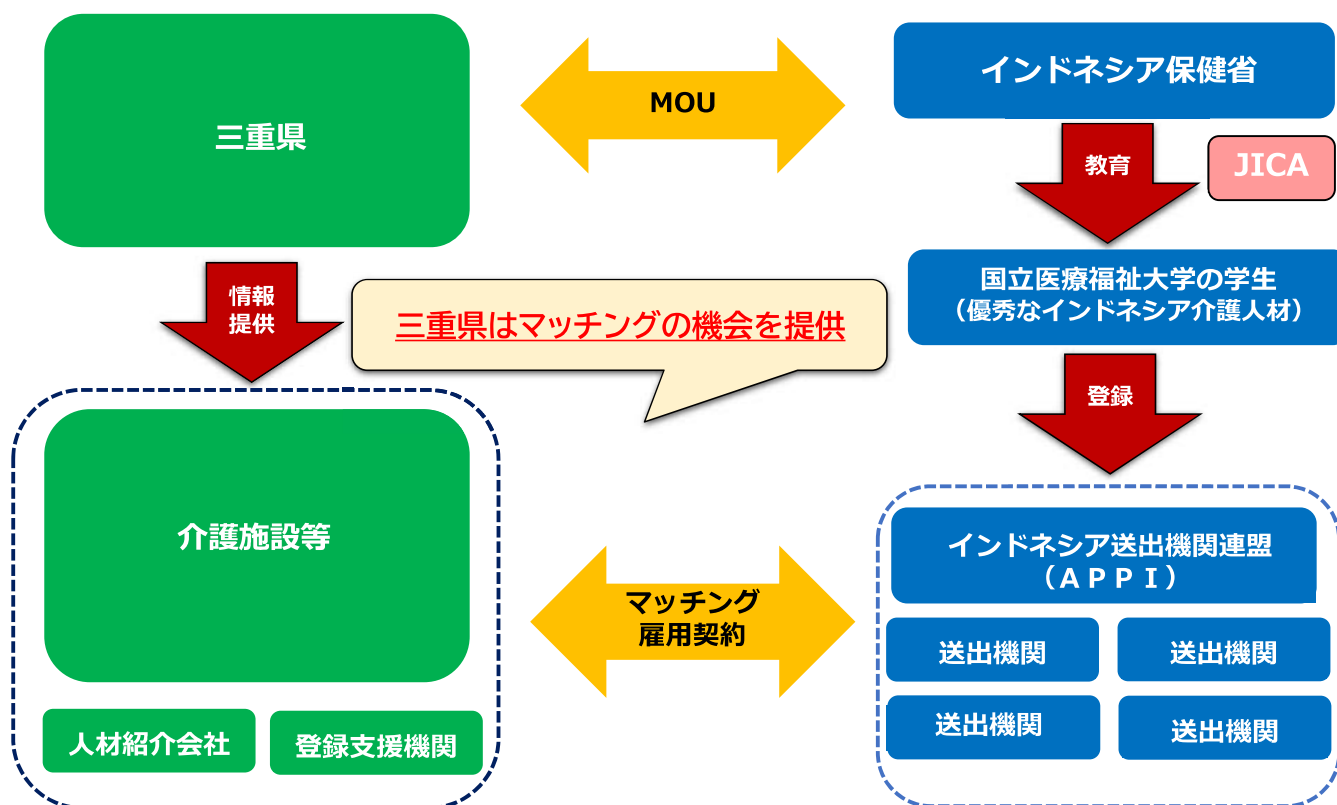 三重県
MOU
インドネシア保健省
教育
JICA
情報
提供
三重県はマッチングの機会を提供
国立医療福祉大学の学生
（優秀なインドネシア介護人材）
登録
介護施設等
マッチング
雇用契約
インドネシア送出機関連盟
（ＡＰＰＩ）
送出機関
送出機関
送出機関
送出機関
人材紹介会社
登録支援機関